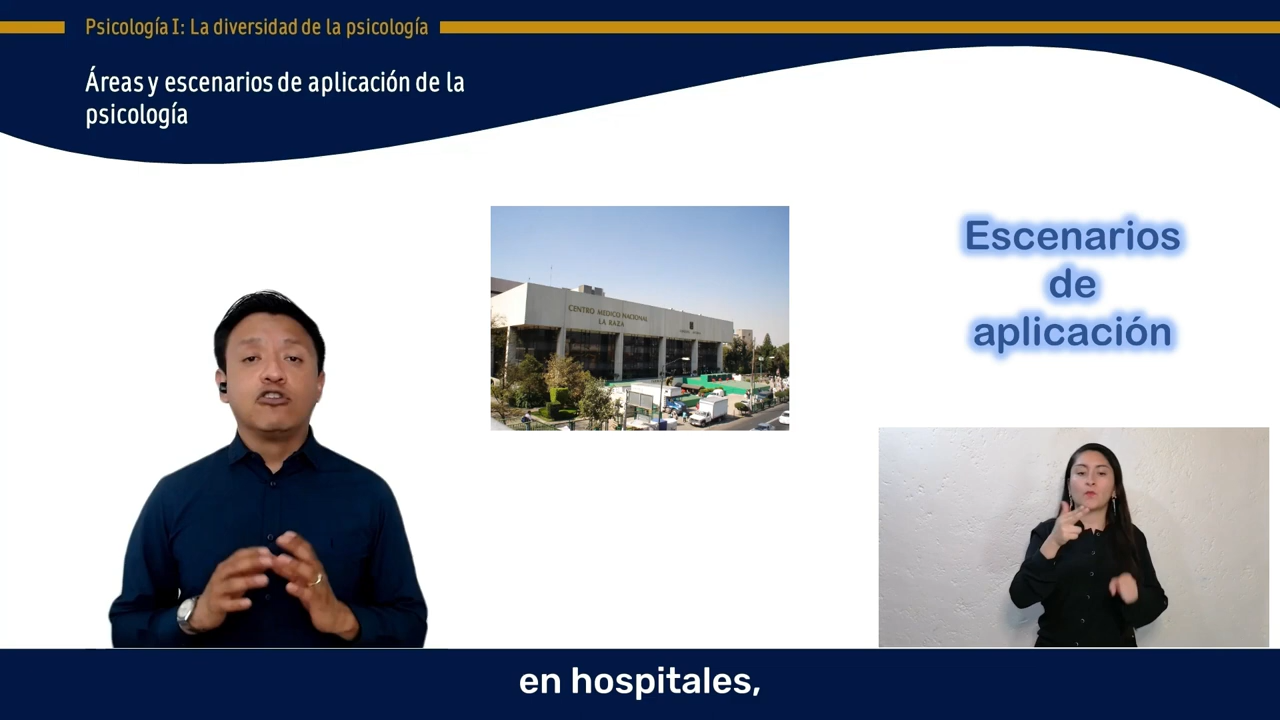 Psicología I: La diversidad de la psicología
Áreas y escenarios de aplicación de la
psicología
CENTRO MEDICO NACIONAL
LA RAZA
Escenarios
de
aplicación
en hospitales,